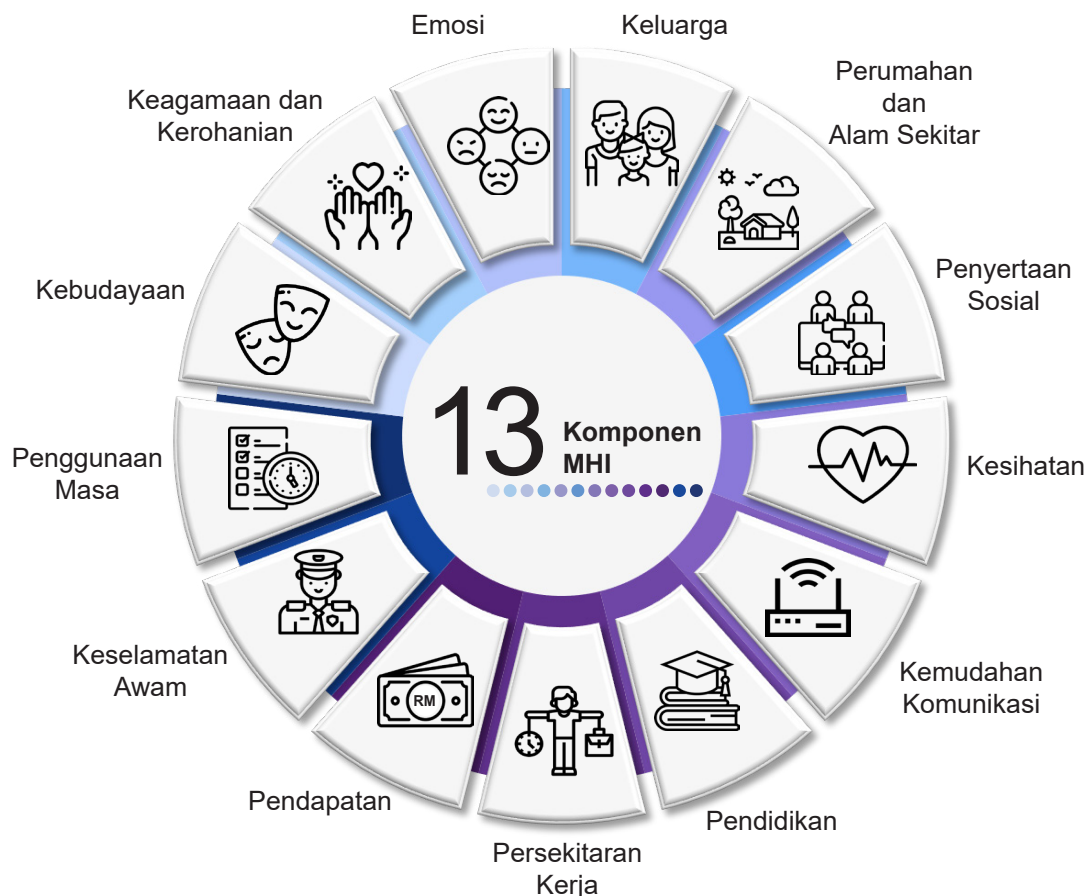 Emosi
Keluarga
Perumahan
dan
Alam Sekitar
Penyertaan
Sosial
Kesihatan
Kemudahan
Komunikasi
Pendidikan
Persekitaran
Kerja
Pendapatan
Keselamatan
Awam
Penggunaan
Masa
Kebudayaan
Keagamaan dan
Kerohanian
13
Komponen
MHI
RM